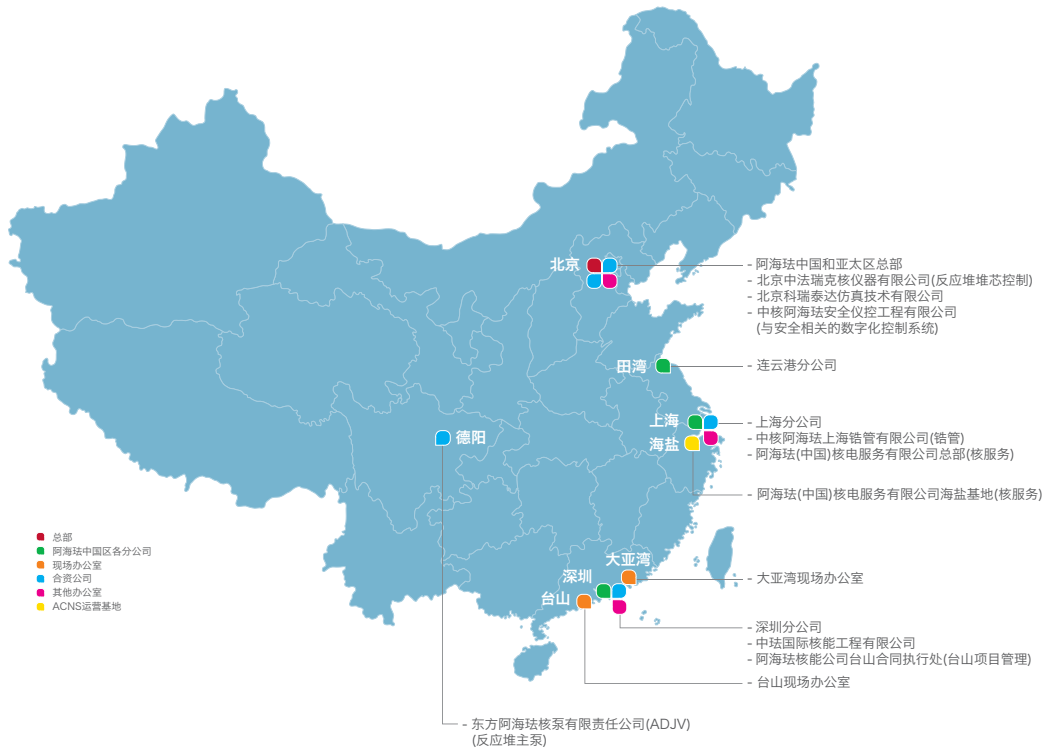 北京
- 阿海珐中国和亚太区总部
- 北京中法瑞克核仪器有限公司(反应堆堆芯控制)
- 北京科瑞泰达仿真技术有限公司
- 中核阿海珐安全仪控工程有限公司
(与安全相关的数字化控制系统)
田湾
- 连云港分公司
上海
- 上海分公司
- 中核阿海珐上海锆管有限公司(锆管)
- 阿海珐(中国)核电服务有限公司总部(核服务)
德阳
海盐
- 阿海珐(中国)核电服务有限公司海盐基地(核服务)
总部
阿海珐中国区各分公司
现场办公室
合资公司
其他办公室
ACNS运营基地
大亚湾
- 大亚湾现场办公室
深圳
台山
- 深圳分公司
- 中珐国际核能工程有限公司
- 阿海珐核能公司台山合同执行处(台山项目管理)
- 台山现场办公室
- 东方阿海珐核泵有限责任公司(ADJV)
(反应堆主泵)